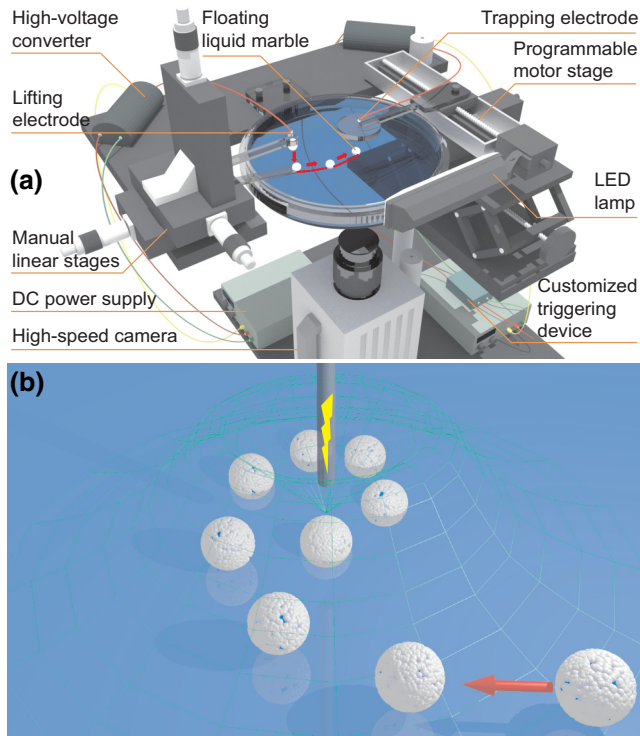 High-voltage
converter
Floating
liquid marble
Trapping electrode
Programmable
motor stage
Lifting
electrode
(a)
LED
lamp
Manual
linear stages
DC power supply
High-speed camera
Customized
triggering
device
(b)